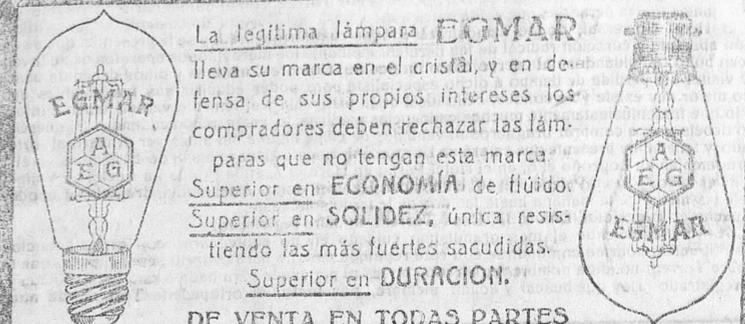 La legítima lámpara EGMAR
lleva su marca en el cristal, y en de-
fensa de sus propios intereses los
compradores deben rechazar las lám-
paras que no tengan esta marca.
Superior en ECONOMÍA de flúido.
Superior en SOLIDEZ, única resis-
tiendo las más fuertes sacudidas.
Superior en DURACION.
DE VENTA EN TODAS PARTES
EGMAR
A
E G
A
E G
EGMAR